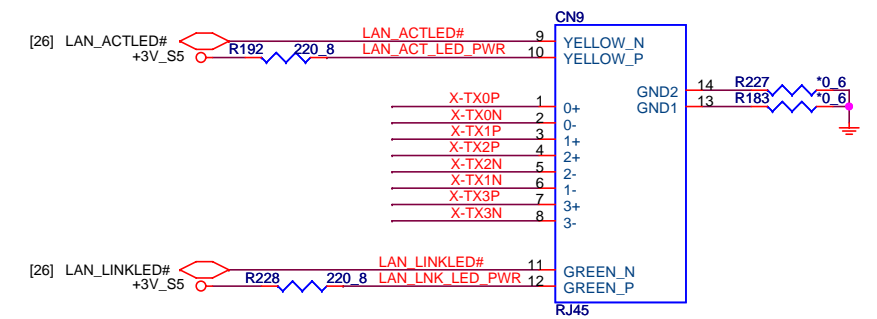 CN9
[26] LAN_ACTLED# LAN_ACTLED# 9 YELLOW_N
+3V_S5 R192 220_8 LAN_ACT_LED_PWR 10 YELLOW_P
GND2 14 R227 *0_6
GND1 13 R183 *0_6
X-TX0P 1 0+
X-TX0N 2 0-
X-TX1P 3 1+
X-TX2P 4 2+
X-TX2N 5 2-
X-TX1N 6 1-
X-TX3P 7 3+
X-TX3N 8 3-
[26] LAN_LINKLED# LAN_LINKLED# 11 GREEN_N
+3V_S5 R228 220_8 LAN_LNK_LED_PWR 12 GREEN_P
RJ45